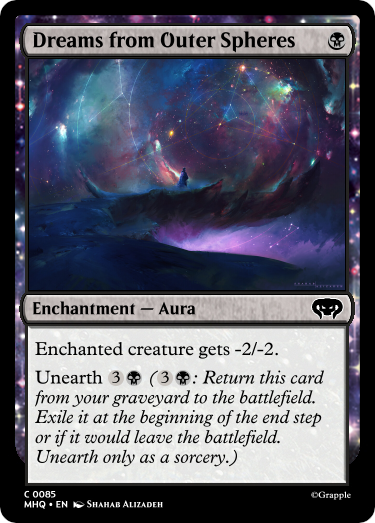 Dreams from Outer Spheres
SHAHAB ALIZADEH
Enchantment — Aura
Enchanted creature gets -2/-2.
Unearth 3 (3: Return this card
from your graveyard to the battlefield.
Exile it at the beginning of the end step
or if it would leave the battlefield.
Unearth only as a sorcery.)
C 0085
MHQ • EN Shahab Alizadeh
©Grapple